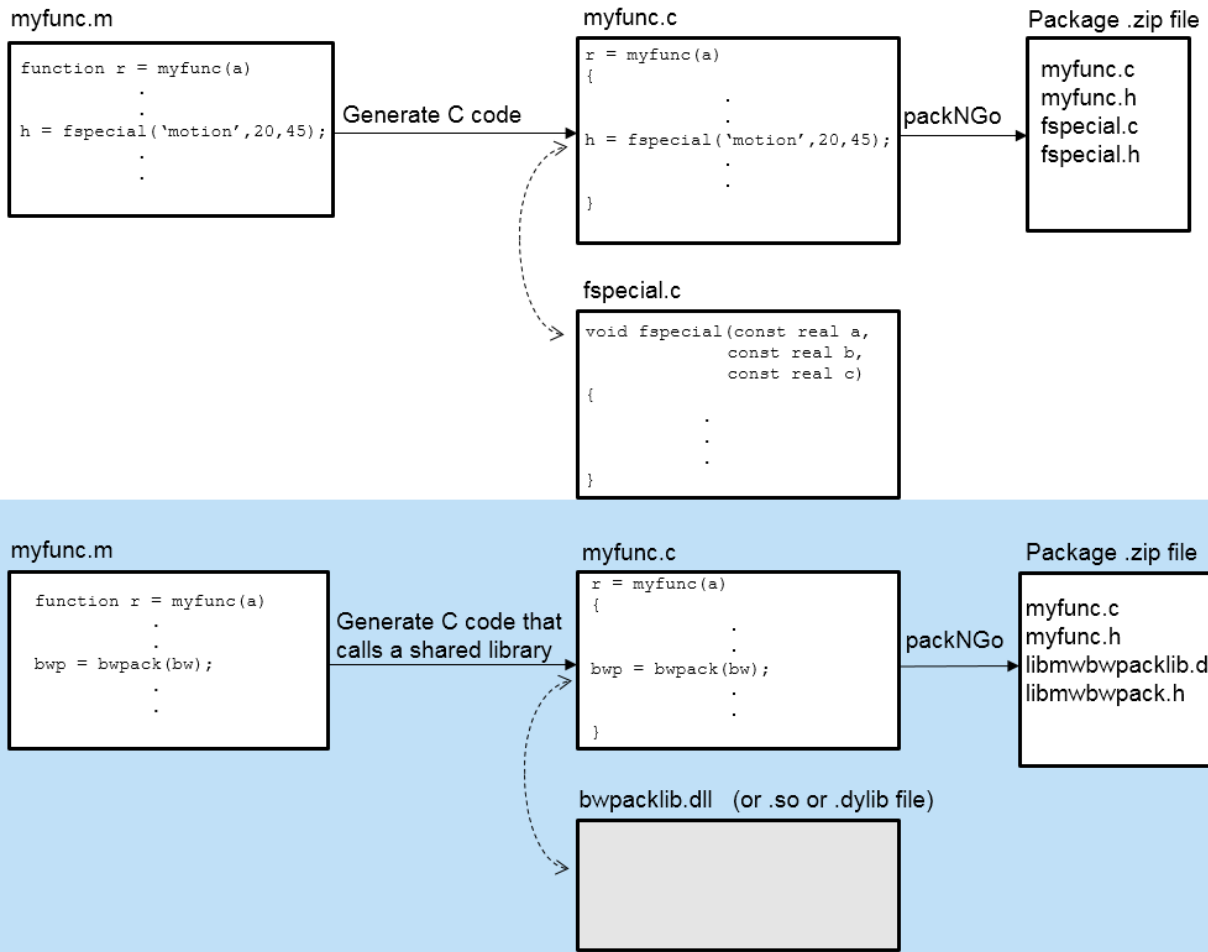 myfunc.m
function r = myfunc(a)
.
.
h = fspecial(‘motion’,20,45);
.
.
Generate C code
myfunc.c
r = myfunc(a)
{
.
.
h = fspecial(‘motion’,20,45);
.
.
}
packNGo
Package .zip file
myfunc.c
myfunc.h
fspecial.c
fspecial.h
fspecial.c
void fspecial(const real a,
const real b,
const real c)
{
.
.
.
}
myfunc.m
function r = myfunc(a)
.
.
bwp = bwpack(bw);
.
.
Generate C code that
calls a shared library
myfunc.c
r = myfunc(a)
{
.
.
bwp = bwpack(bw);
.
.
}
packNGo
Package .zip file
myfunc.c
myfunc.h
libmwbwpacklib.d
libmwbwpack.h
bwpacklib.dll (or .so or .dylib file)